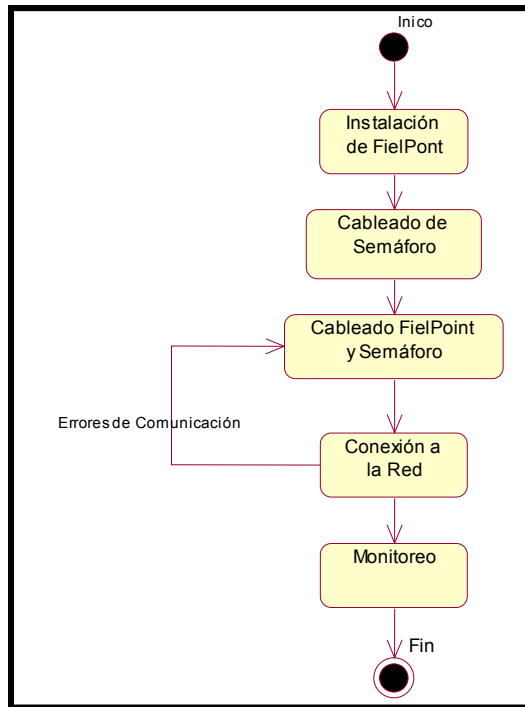 Inico
Instalación
de FielPont
Cableado de
Semáforo
Cableado FielPoint
y Semáforo
Errores de Comunicación
Conexión a
la Red
Monitoreo
Fin